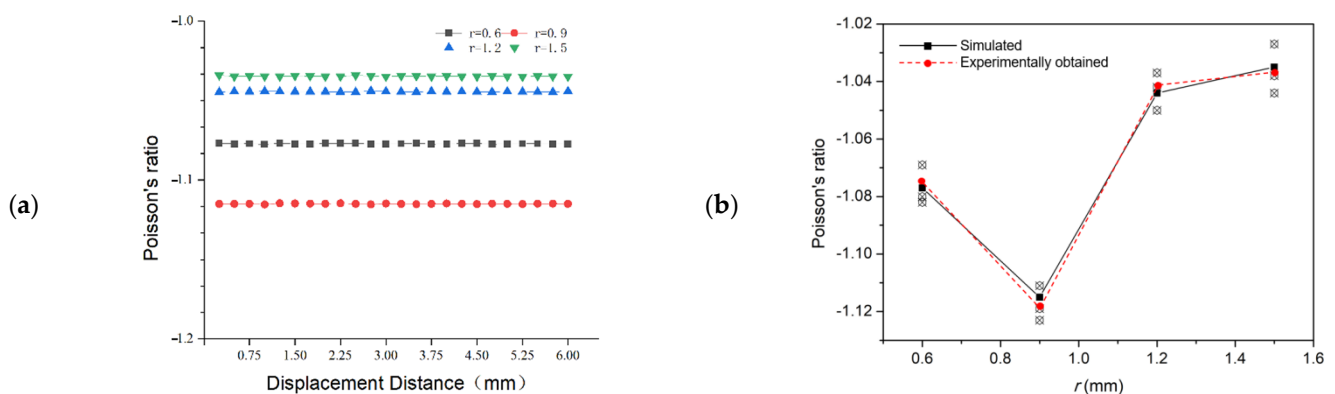 (a)
−1.0
r=0.6 r=0.9
r=1.2 r=1.5
−1.1
−1.2
Poisson's ratio
0.75 1.50 2.25 3.00 3.75 4.50 5.25 6.00
Displacement Distance（mm）
(b)
-1.02
Simulated
Experimentally obtained
-1.04
-1.06
-1.08
-1.10
-1.12
Poisson's ratio
0.6 0.8 1.0 1.2 1.4 1.6
r (mm)